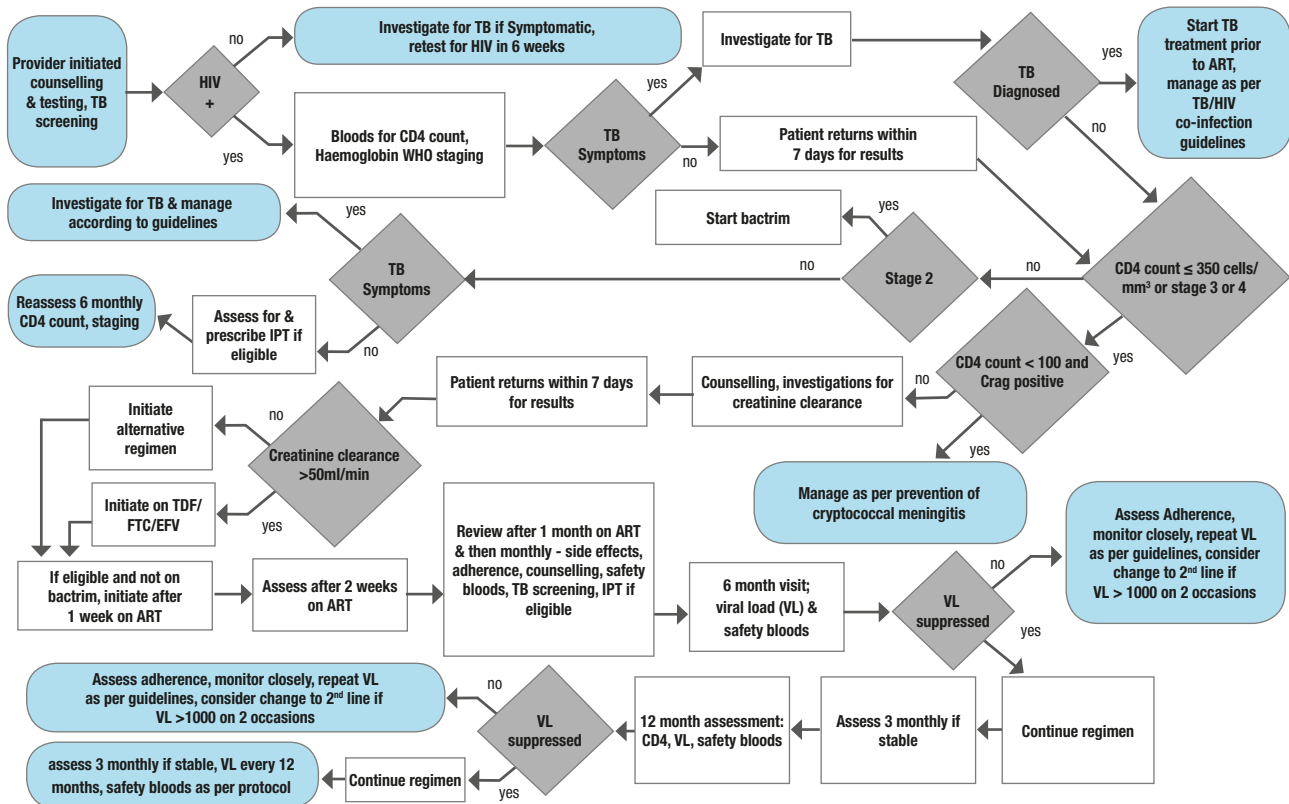 Provider initiated
counselling
& testing, TB
screening
HIV
+
no
yes
Investigate for TB if Symptomatic,
retest for HIV in 6 weeks
Bloods for CD4 count,
Haemoglobin WHO staging
TB
Symptoms
yes
no
Investigate for TB
Patient returns within
7 days for results
TB
Diagnosed
yes
no
Start TB
treatment prior
to ART,
manage as per
TB/HIV
co-infection
guidelines
CD4 count ≤ 350 cells/
mm³ or stage 3 or 4
no
yes
Stage 2
yes
no
Start bactrim
TB
Symptoms
yes
no
Investigate for TB & manage
according to guidelines
Assess for &
prescribe IPT if
eligible
Reassess 6 monthly
CD4 count, staging
CD4 count < 100 and
Crag positive
no
yes
Manage as per prevention of
cryptococcal meningitis
Counselling, investigations for
creatinine clearance
Patient returns within 7 days
for results
Creatinine clearance
>50ml/min
no
yes
Initiate
alternative
regimen
Initiate on TDF/
FTC/EFV
If eligible and not on
bactrim, initiate after
1 week on ART
Assess after 2 weeks
on ART
Review after 1 month on ART
& then monthly - side effects,
adherence, counselling, safety
bloods, TB screening, IPT if
eligible
6 month visit;
viral load (VL) &
safety bloods
VL
suppressed
no
yes
Assess Adherence,
monitor closely, repeat VL
as per guidelines, consider
change to 2nd line if
VL > 1000 on 2 occasions
Continue regimen
Assess 3 monthly if
stable
12 month assessment:
CD4, VL, safety bloods
VL
suppressed
no
yes
Assess adherence, monitor closely, repeat VL
as per guidelines, consider change to 2nd line if
VL >1000 on 2 occasions
Continue regimen
assess 3 monthly if stable, VL every 12
months, safety bloods as per protocol